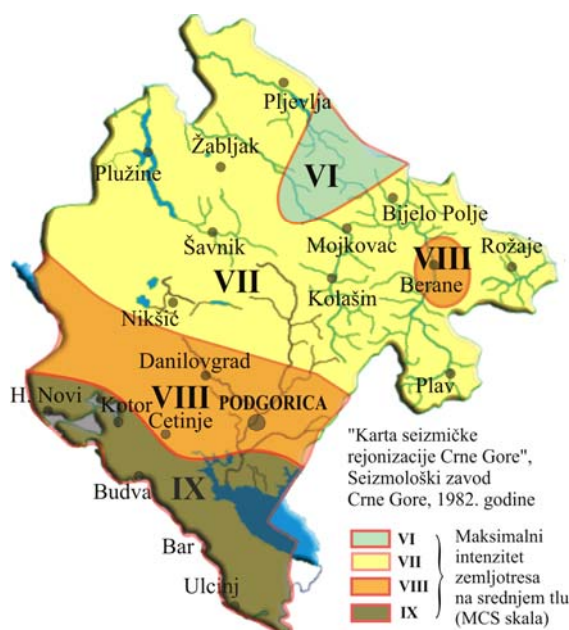 Pljevlja
Žabljak
Plužine
VI
Bijelo Polje
Šavnik
Mojkovac
VIII
Rožaje
VII
Berane
Kolašin
Nikšić
Danilovgrad
Plav
H. Novi
VIII
PODGORICA
Kotor
Cetinje
"Karta seizmičke
rejonizacije Crne Gore",
Seizmološki zavod
Crne Gore, 1982. godine
IX
Budva
Bar
Ulcinj
VI
VII
VIII
IX
Maksimalni
intenzitet
zemljotresa
na srednjem tlu
(MCS skala)